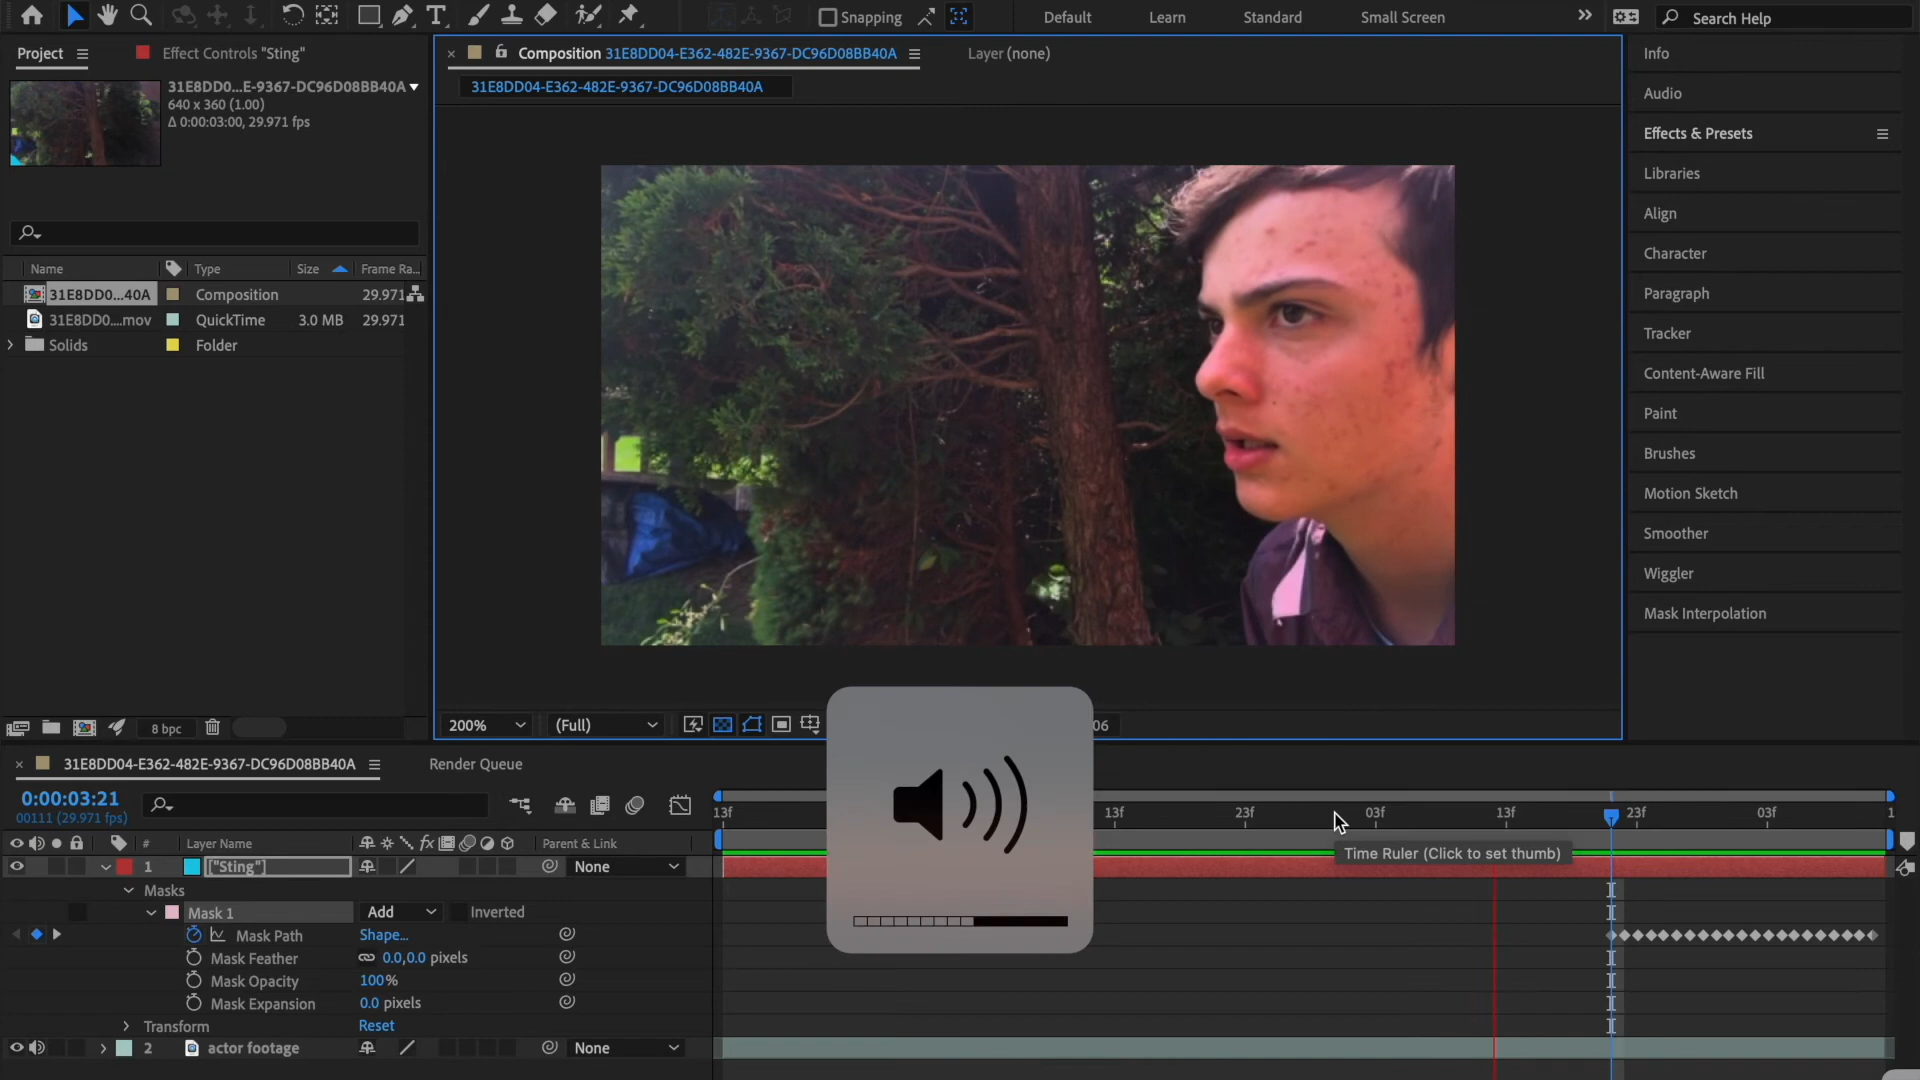 Snapping
Default
Learn
Standard
Small Screen
Search Help
Project
Effect Controls "Sting"
Composition 31E8DD04-E362-482E-9367-DC96D08BB40A
Layer (none)
Info
31E8DD0...E-9367-DC96D08BB40A
640 x 360 (1.00)
Δ 0:00:03:00, 29.971 fps
31E8DD04-E362-482E-9367-DC96D08BB40A
Audio
Effects & Presets
Libraries
Align
Character
Paragraph
Tracker
Content-Aware Fill
Paint
Brushes
Motion Sketch
Smoother
Wiggler
Mask Interpolation
Name
Type
Size
Frame Ra...
31E8DD0...40A
Composition
29.971
31E8DD0....mov
QuickTime
3.0 MB
29.971
Solids
Folder
8 bpc
200%
(Full)
06
31E8DD04-E362-482E-9367-DC96D08BB40A
Render Queue
0:00:03:21
00111 (29.971 fps)
13f
13f
23f
03f
13f
23f
03f
1
#
Layer Name
fx
Parent & Link
Time Ruler (Click to set thumb)
1
["Sting"]
None
Masks
Mask 1
Add
Inverted
Mask Path
Shape...
Mask Feather
0.0,0.0 pixels
Mask Opacity
100%
Mask Expansion
0.0 pixels
Transform
Reset
2
actor footage
None